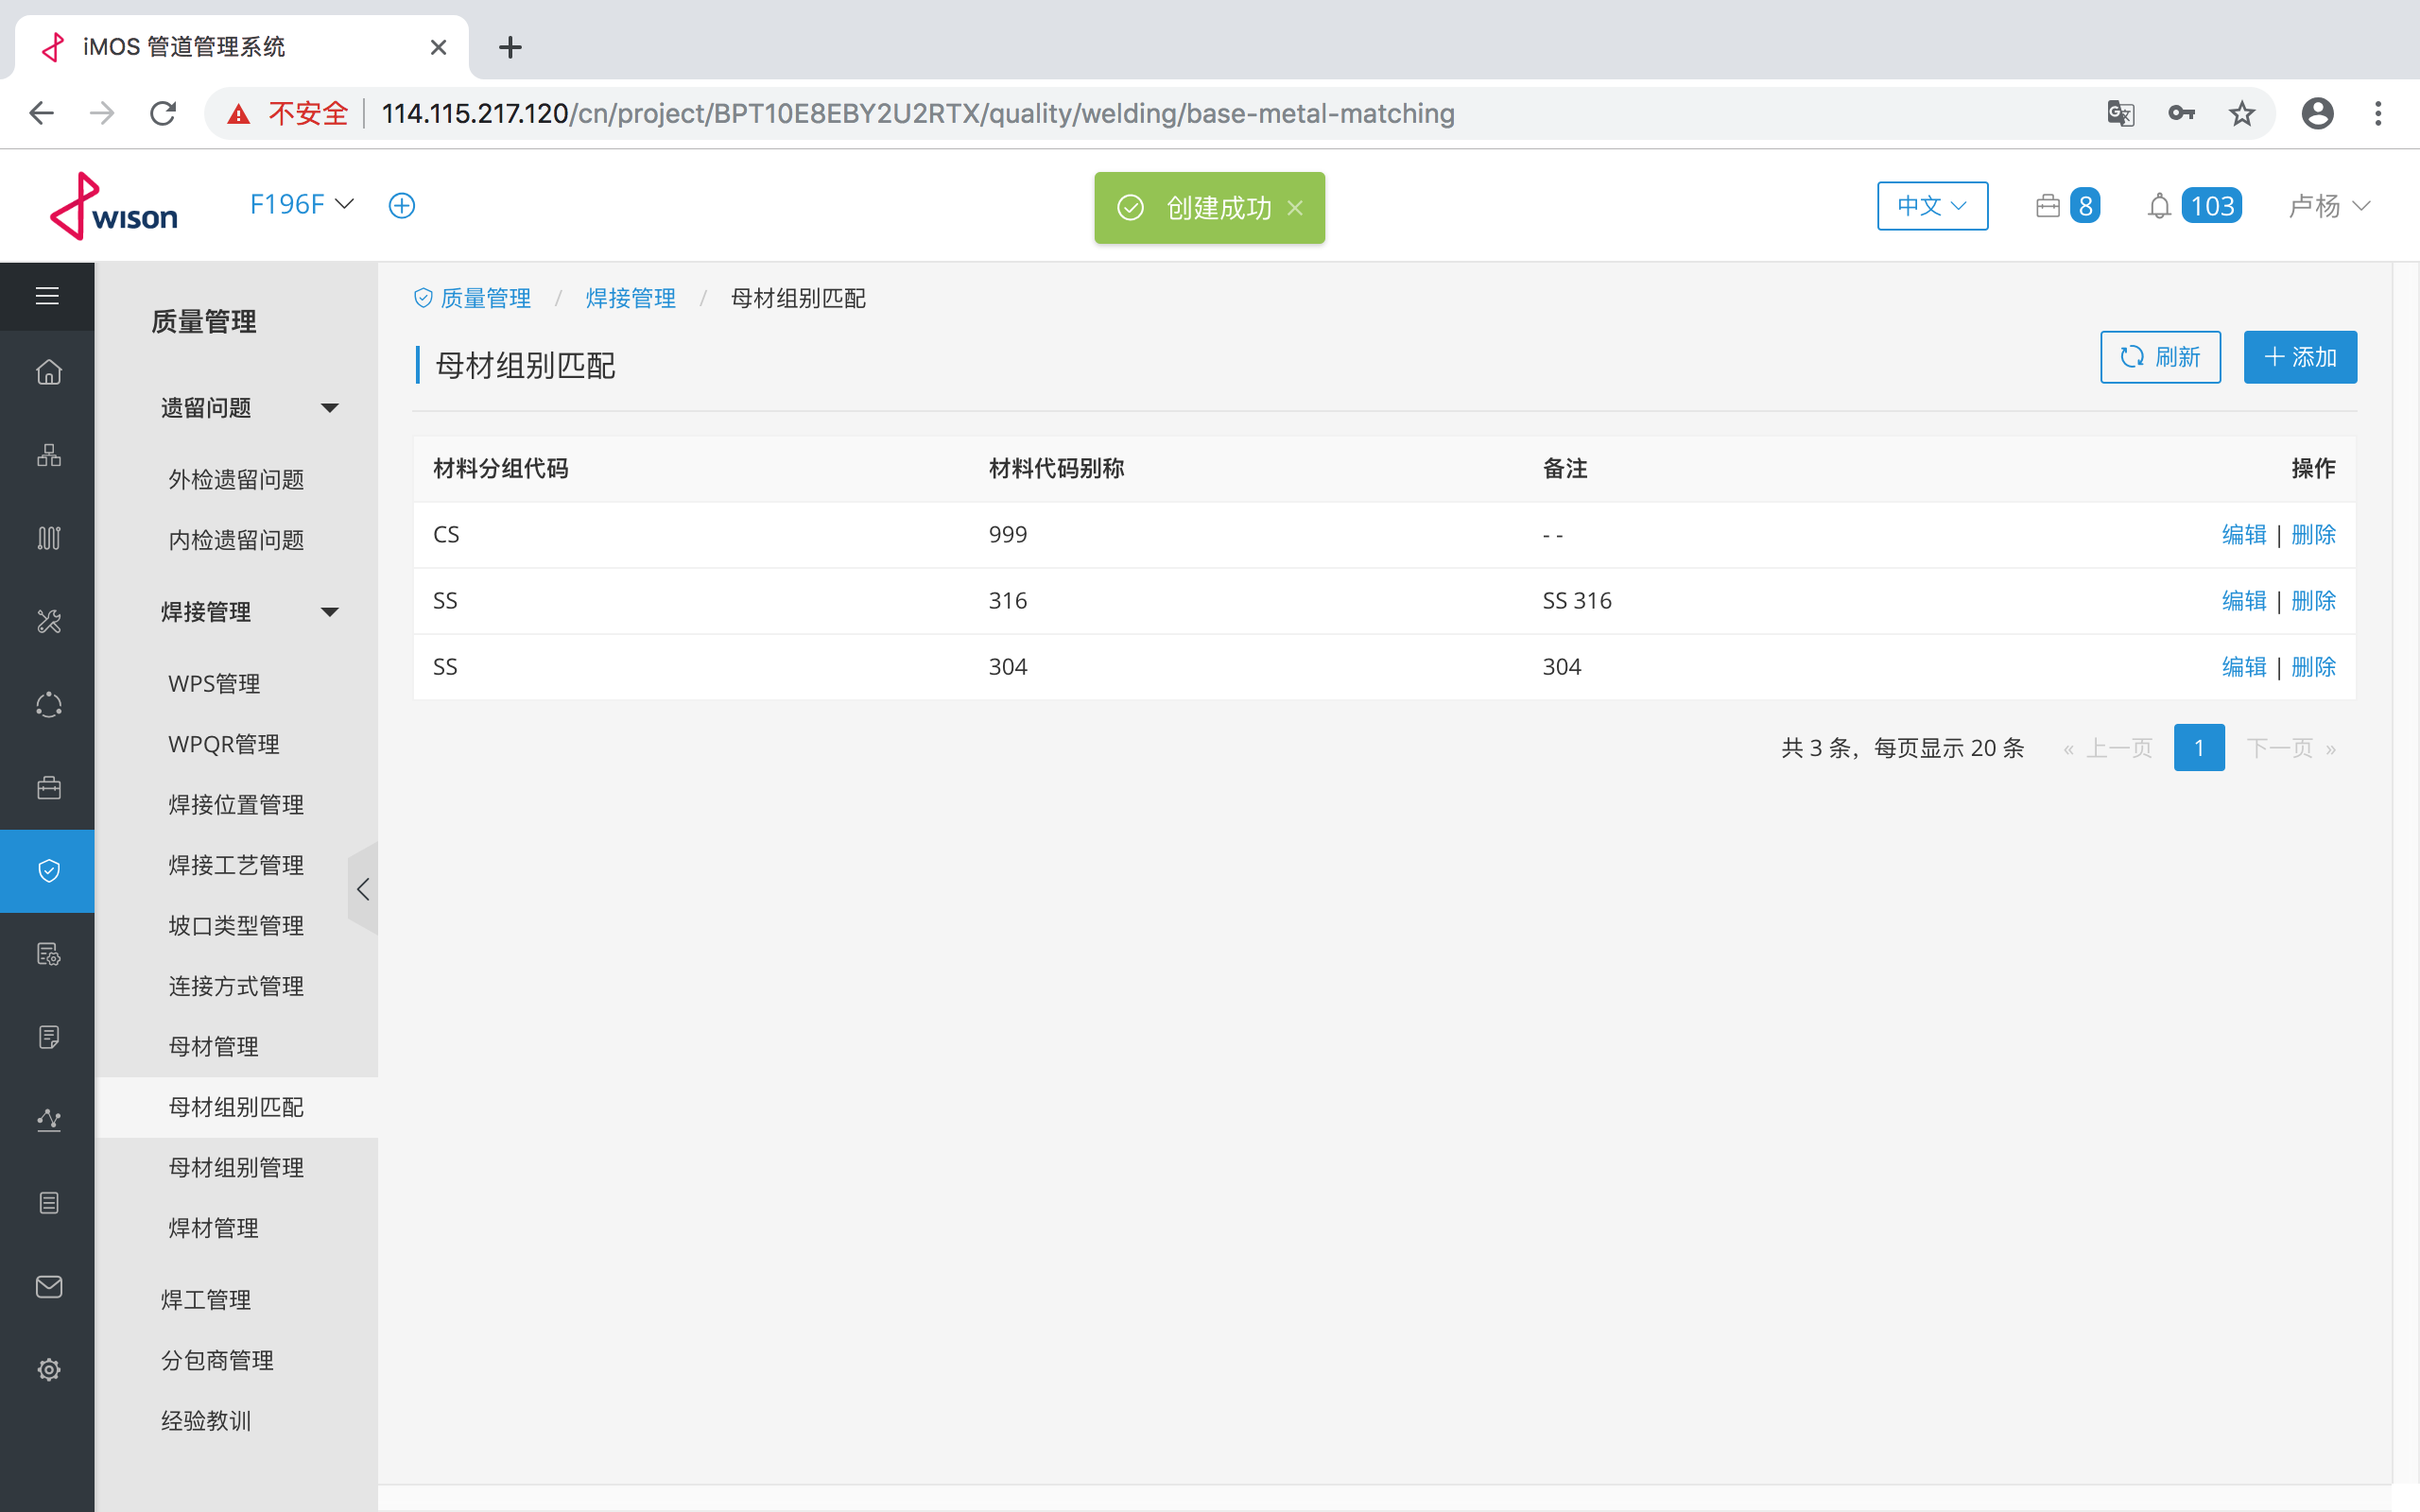 iMOS 管道管理系统
不安全 114.115.217.120/cn/project/BPT10E8EBY2U2RTX/quality/welding/base-metal-matching
wison F196F 创建成功 中文 8 103 卢杨
质量管理 / 焊接管理 / 母材组别匹配
母材组别匹配 刷新 添加
质量管理
遗留问题
外检遗留问题
内检遗留问题
焊接管理
WPS管理
WPQR管理
焊接位置管理
焊接工艺管理
坡口类型管理
连接方式管理
母材管理
母材组别匹配
母材组别管理
焊材管理
焊工管理
分包商管理
经验教训
材料分组代码 材料代码别称 备注 操作
CS 999 - - 编辑 | 删除
SS 316 SS 316 编辑 | 删除
SS 304 304 编辑 | 删除
共 3 条，每页显示 20 条 « 上一页 1 下一页 »